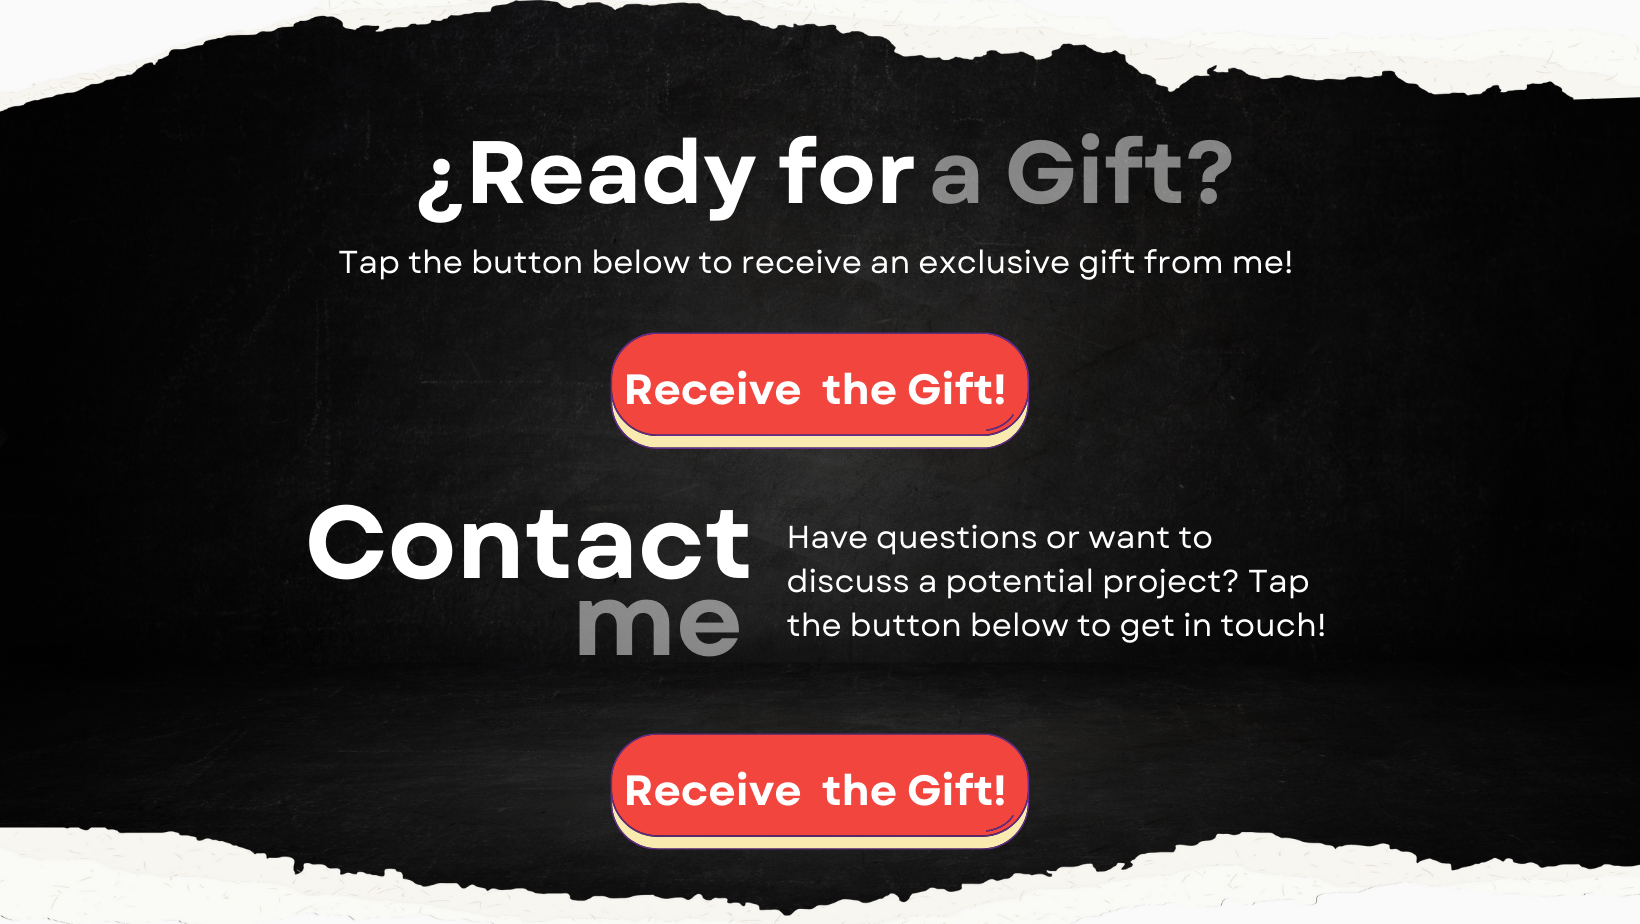 ¿Ready for a Gift?
Tap the button below to receive an exclusive gift from me!
Receive  the Gift!
Contact
me
Have questions or want to
discuss a potential project? Tap
the button below to get in touch!
Receive  the Gift!